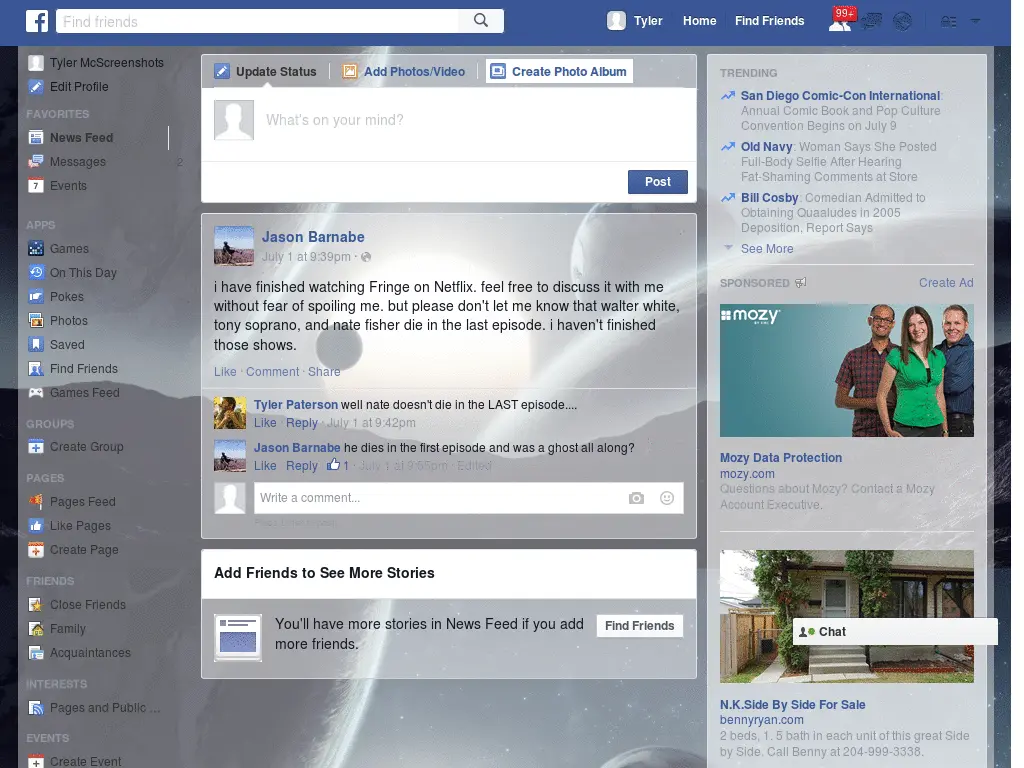 Find friends
Tyler
Home
Find Friends
99+
Tyler McScreenshots
Edit Profile
FAVORITES
News Feed
Messages
2
Events
APPS
Games
On This Day
Pokes
Photos
Saved
Find Friends
Games Feed
GROUPS
Create Group
PAGES
Pages Feed
Like Pages
Create Page
FRIENDS
Close Friends
Family
Acquaintances
INTERESTS
Pages and Public ...
EVENTS
Create Event
Update Status
Add Photos/Video
Create Photo Album
What's on your mind?
Post
Jason Barnabe
July 1 at 9:39pm ·
i have finished watching Fringe on Netflix. feel free to discuss it with me
without fear of spoiling me. but please don't let me know that walter white,
tony soprano, and nate fisher die in the last episode. i haven't finished
those shows.
Like · Comment · Share
Tyler Paterson well nate doesn't die in the LAST episode....
Like · Reply · July 1 at 9:42pm
Jason Barnabe he dies in the first episode and was a ghost all along?
Like · Reply · 1 · July 1 at 9:55pm · Edited
Write a comment...
Add Friends to See More Stories
You'll have more stories in News Feed if you add
more friends.
Find Friends
TRENDING
San Diego Comic-Con International
Annual Comic Book and Pop Culture
Convention Begins on July 9
Old Navy: Woman Says She Posted
Full-Body Selfie After Hearing
Fat-Shaming Comments at Store
Bill Cosby: Comedian Admitted to
Obtaining Quaaludes in 2005
Deposition, Report Says
See More
SPONSORED
Create Ad
mozy
BY EMC
Mozy Data Protection
mozy.com
Questions about Mozy? Contact a Mozy
Account Executive.
Chat
N.K.Side By Side For Sale
bennyryan.com
2 beds, 1. 5 bath in each unit of this great Side
by Side. Call Benny at 204-999-3338.